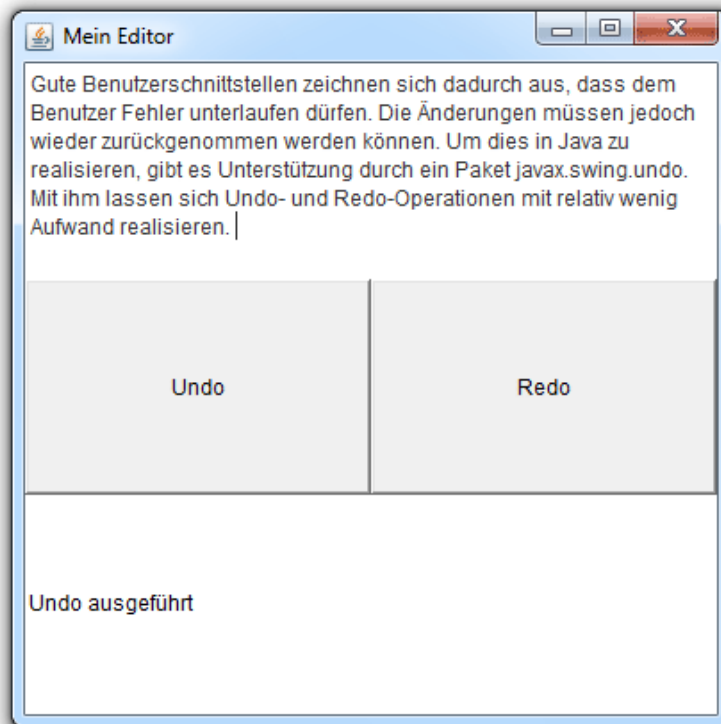 Mein Editor
Gute Benutzerschnittstellen zeichnen sich dadurch aus, dass dem
Benutzer Fehler unterlaufen dürfen. Die Änderungen müssen jedoch
wieder zurückgenommen werden können. Um dies in Java zu
realisieren, gibt es Unterstützung durch ein Paket javax.swing.undo.
Mit ihm lassen sich Undo- und Redo-Operationen mit relativ wenig
Aufwand realisieren.
Undo Redo
Undo ausgeführt